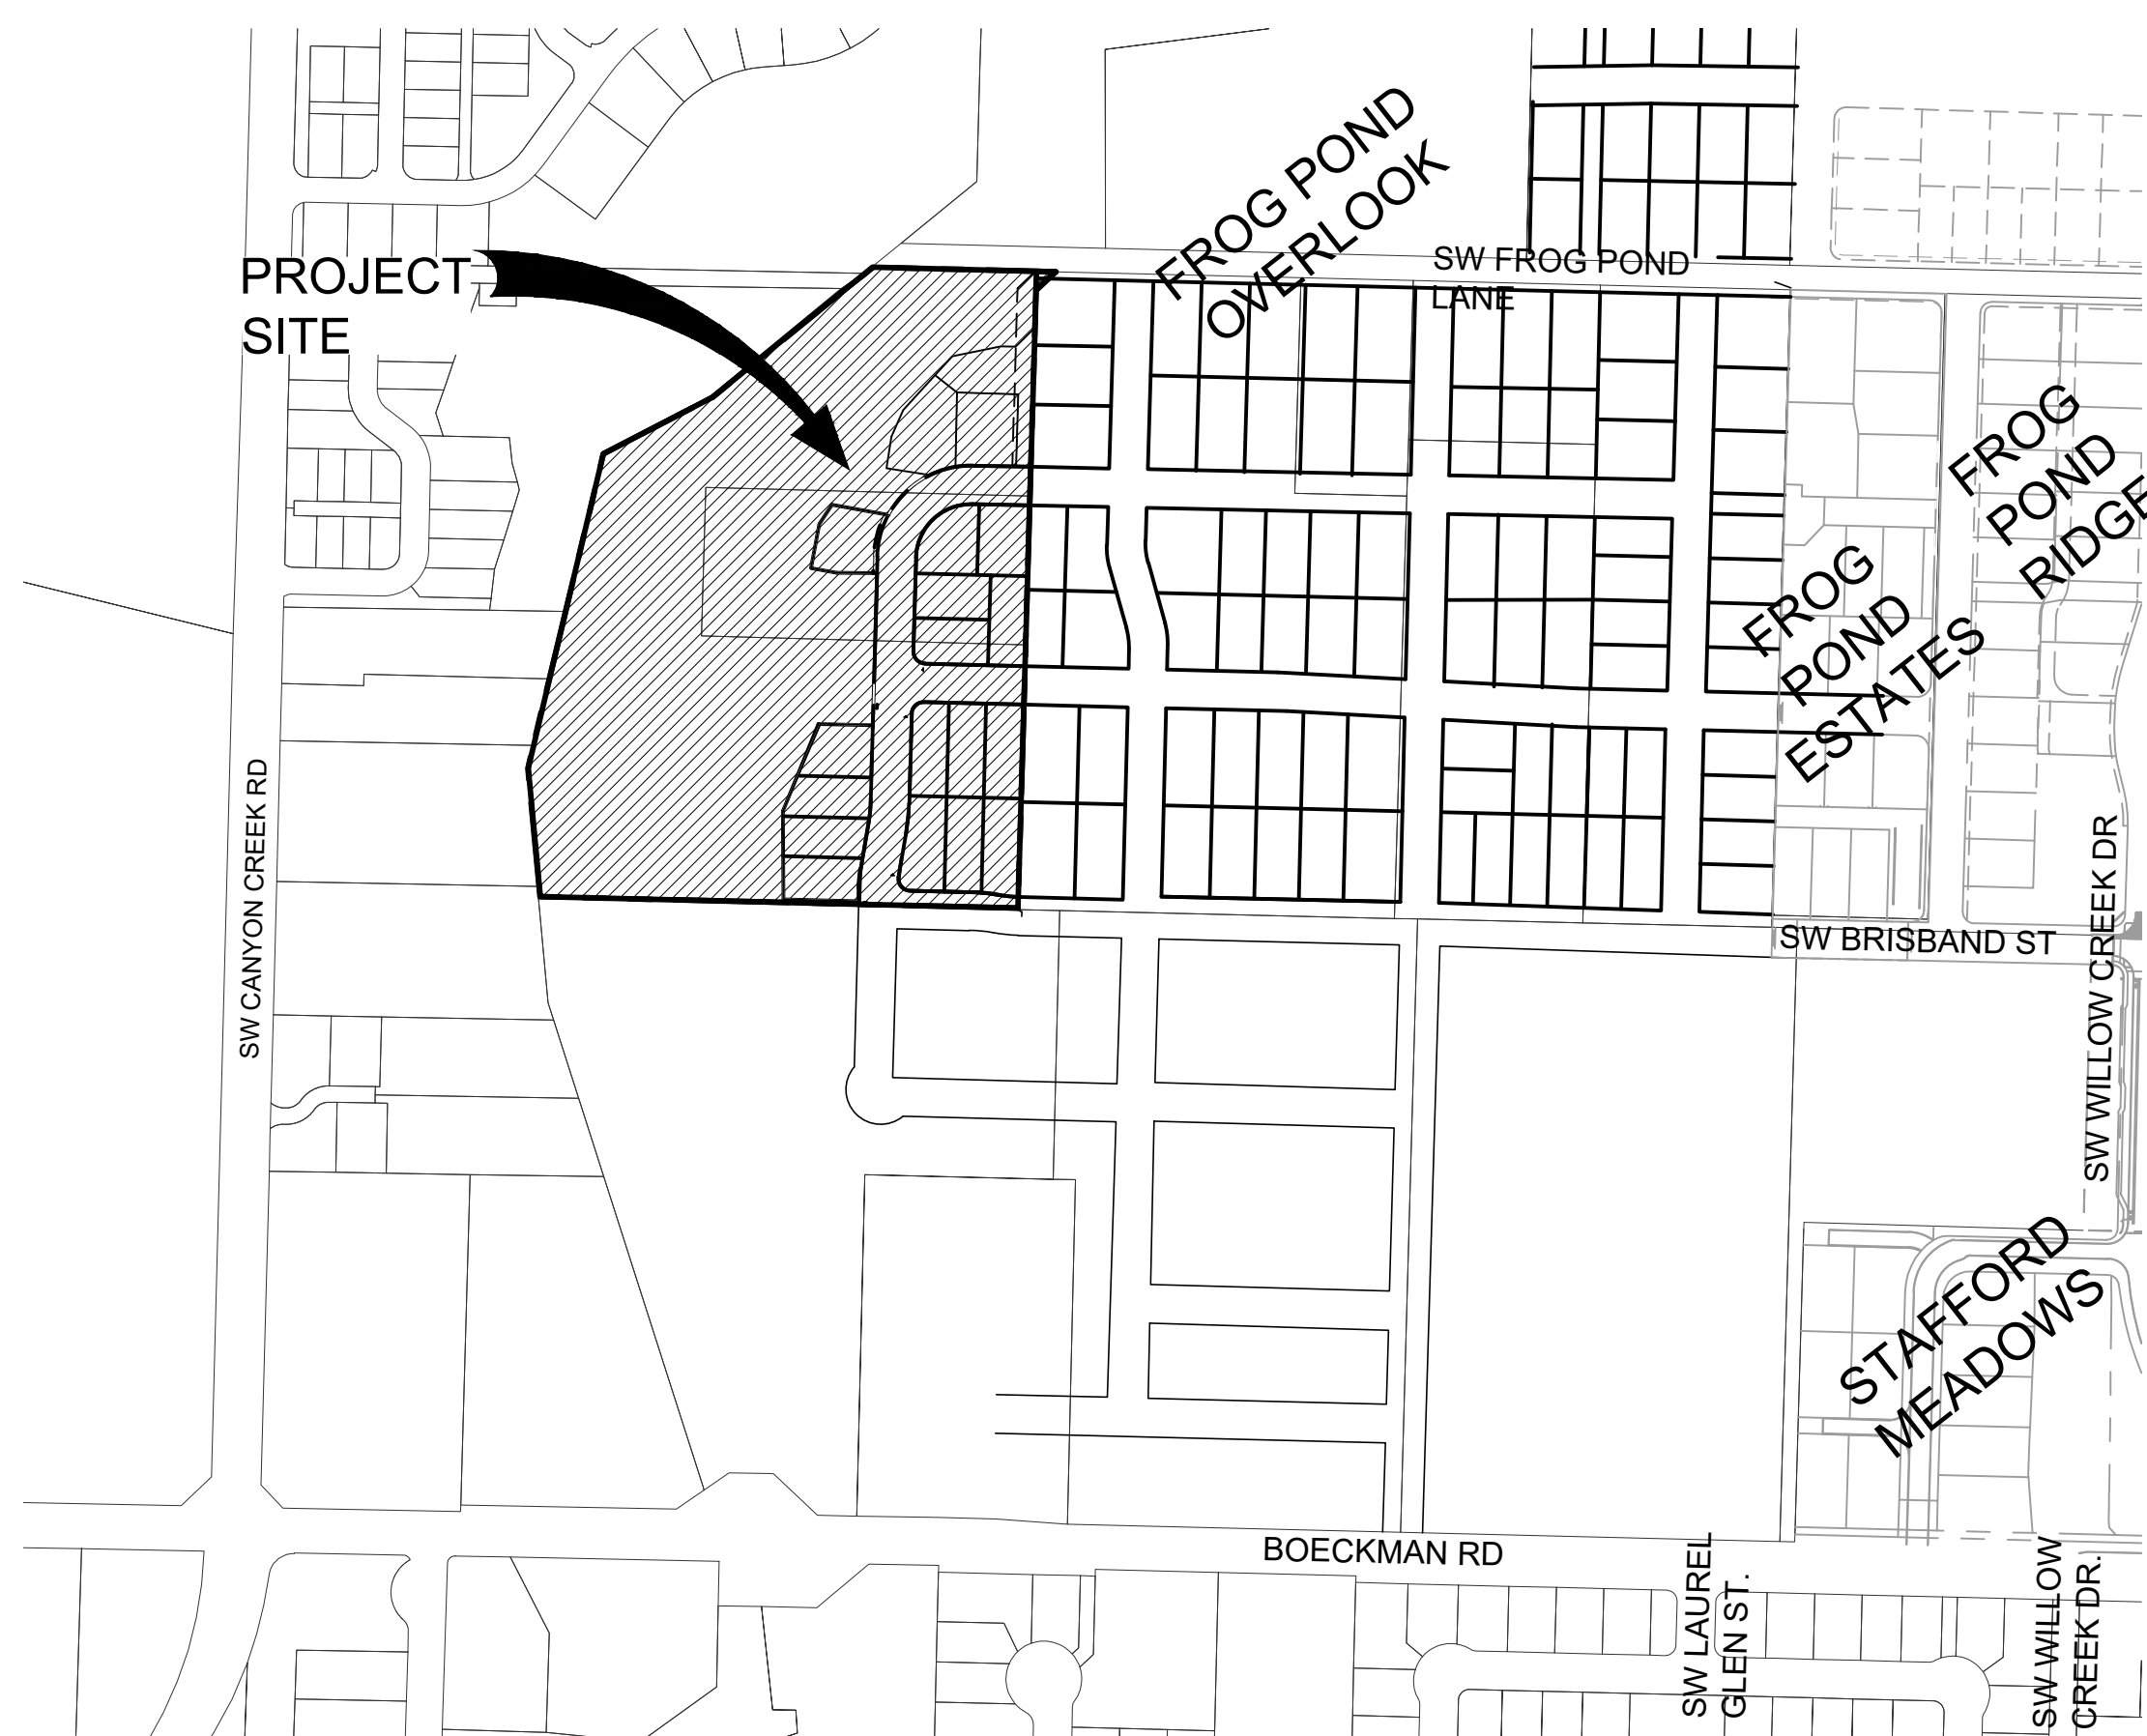 FROG POND
OVERLOOK
SW FROG POND
LANE
PROJECT
SITE
FROG
POND
RIDGE
FROG
POND
ESTATES
SW CANYON CREEK RD
SW BRISBAND ST
SW WILLOW CREEK DR
STAFFORD
MEADOWS
BOECKMAN RD
SW LAUREL
GLEN ST.
SW WILLOW
CREEK DR.